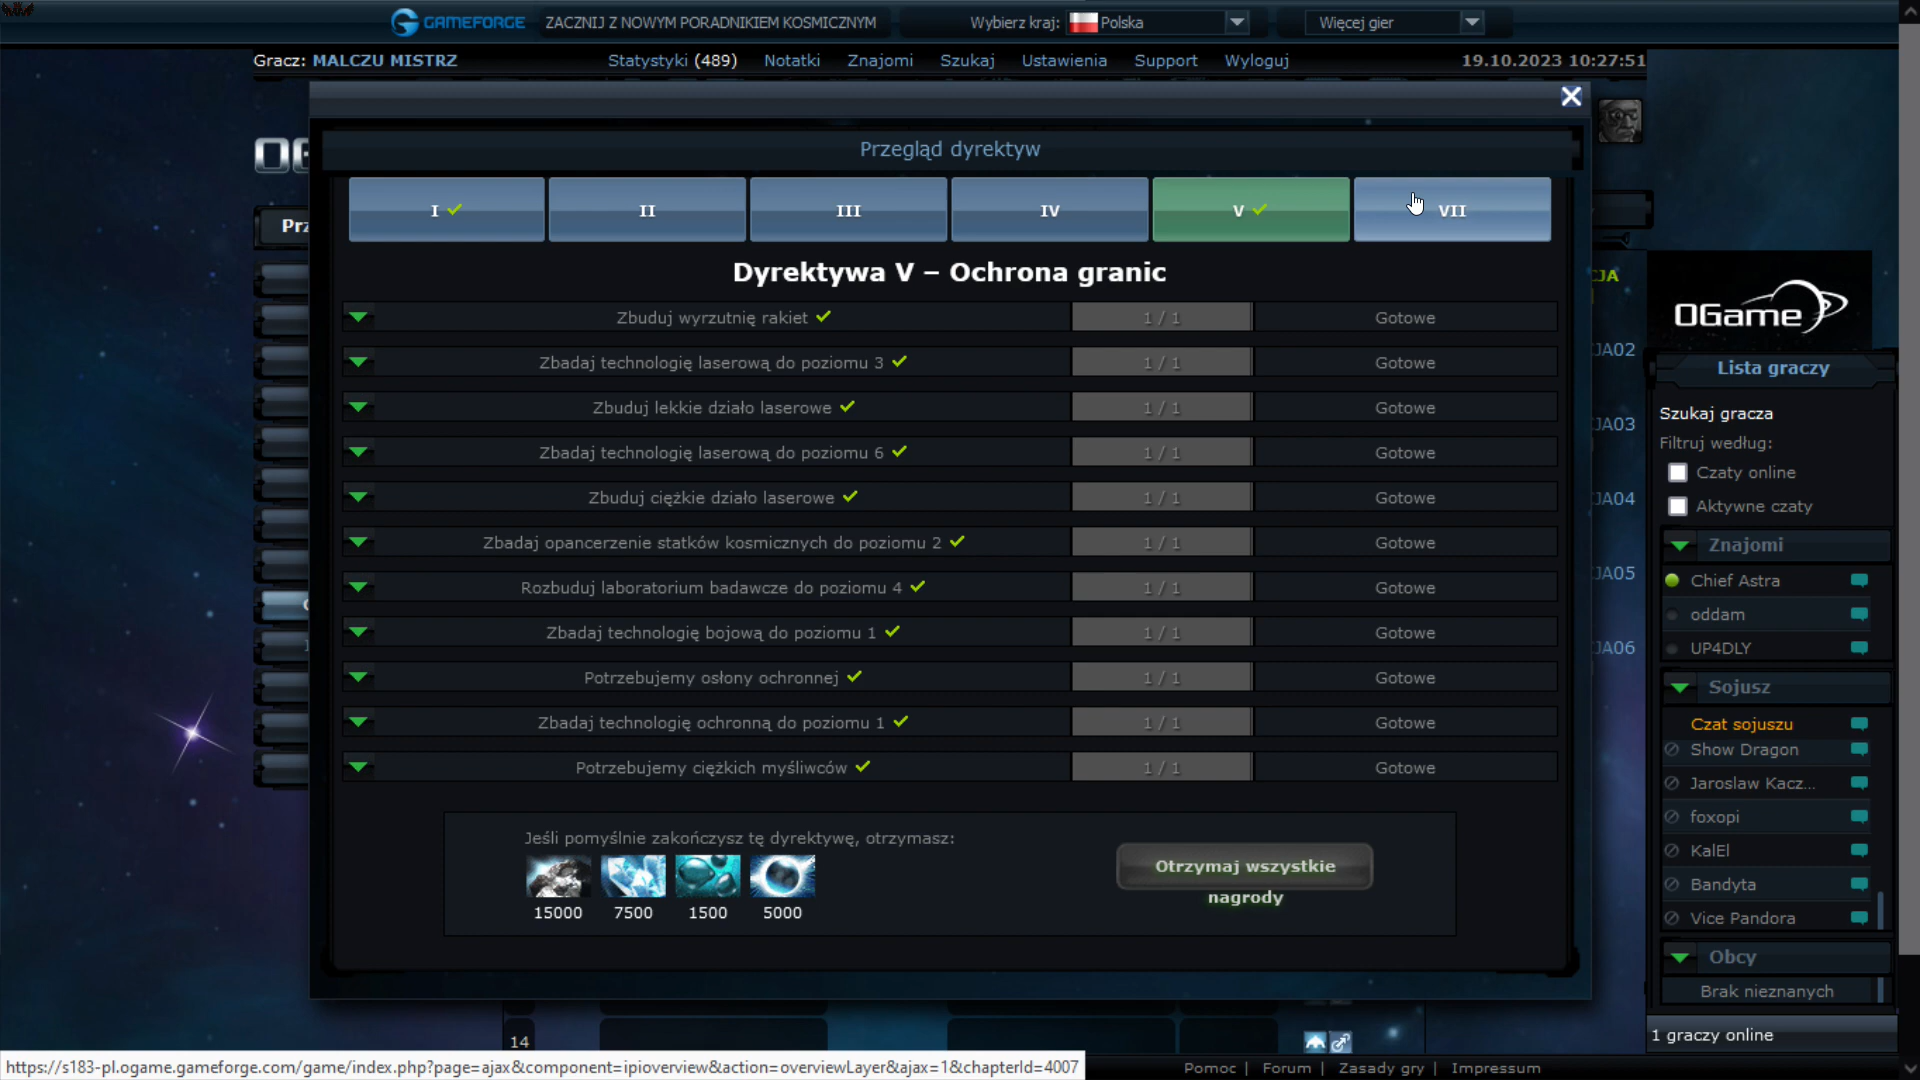 GAMEFORGE ZACZNIJ Z NOWYM PORADNIKIEM KOSMICZNYM Wybierz kraj: Polska Więcej gier
Gracz: MALCZU MISTRZ Statystyki (489) Notatki Znajomi Szukaj Ustawienia Support Wyloguj 19.10.2023 10:27:51
Przegląd dyrektyw
I II III IV V VII
Dyrektywa V – Ochrona granic
Zbuduj wyrzutnię rakiet 1 / 1 Gotowe
Zbadaj technologię laserową do poziomu 3 1 / 1 Gotowe
Zbuduj lekkie działo laserowe 1 / 1 Gotowe
Zbadaj technologię laserową do poziomu 6 1 / 1 Gotowe
Zbuduj ciężkie działo laserowe 1 / 1 Gotowe
Zbadaj opancerzenie statków kosmicznych do poziomu 2 1 / 1 Gotowe
Rozbuduj laboratorium badawcze do poziomu 4 1 / 1 Gotowe
Zbadaj technologię bojową do poziomu 1 1 / 1 Gotowe
Potrzebujemy osłony ochronnej 1 / 1 Gotowe
Zbadaj technologię ochronną do poziomu 1 1 / 1 Gotowe
Potrzebujemy ciężkich myśliwców 1 / 1 Gotowe
Jeśli pomyślnie zakończysz tę dyrektywę, otrzymasz:
15000 7500 1500 5000
Otrzymaj wszystkie
nagrody
OGame
Lista graczy
Szukaj gracza
Filtruj według:
Czaty online
Aktywne czaty
Znajomi
Chief Astra
oddam
UP4DLY
Sojusz
Czat sojuszu
Show Dragon
Jaroslaw Kacz...
foxopi
KalEl
Bandyta
Vice Pandora
Obcy
Brak nieznanych
1 graczy online
14
https://s183-pl.ogame.gameforge.com/game/index.php?page=ajax&component=ipioverview&action=overviewLayer&ajax=1&chapterId=4007
Pomoc | Forum | Zasady gry | Impressum